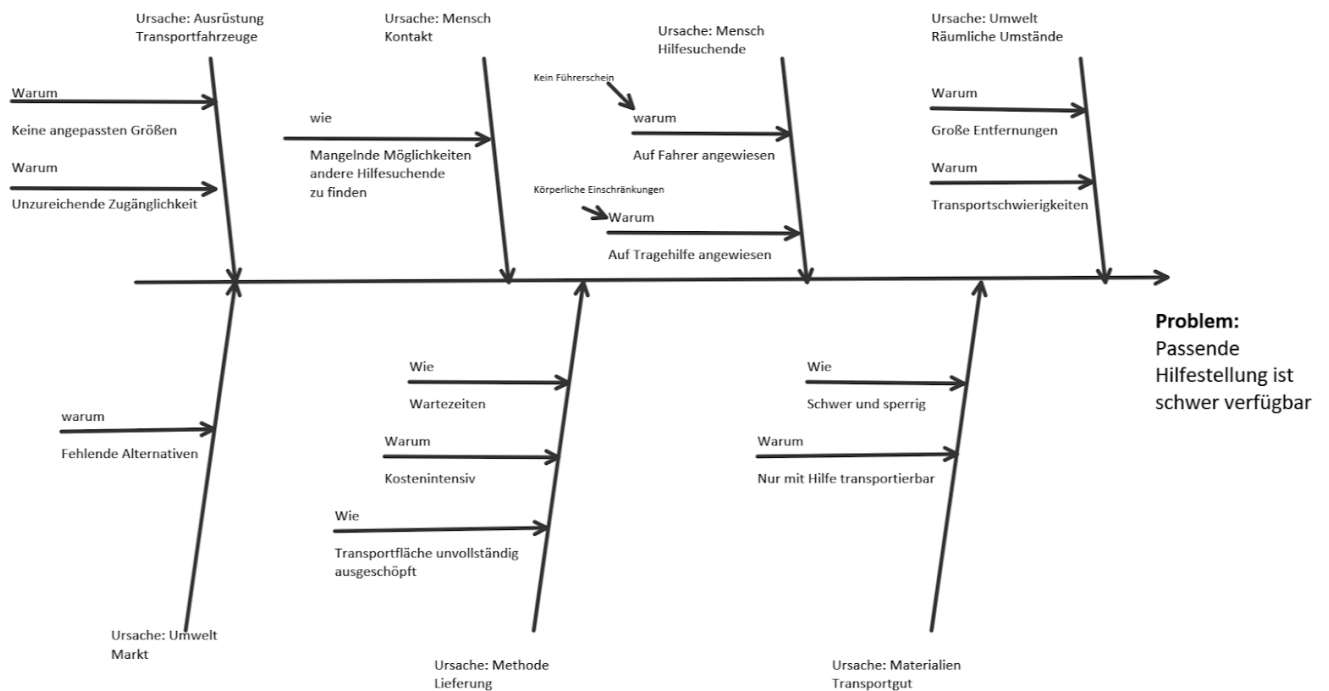 Ursache: Ausrüstung
Transportfahrzeuge
Warum
Keine angepassten Größen
Warum
Unzureichende Zugänglichkeit
Ursache: Mensch
Kontakt
wie
Mangelnde Möglichkeiten
andere Hilfesuchende
zu finden
Ursache: Mensch
Hilfesuchende
Kein Führerschein
warum
Auf Fahrer angewiesen
Körperliche Einschränkungen
Warum
Auf Tragehilfe angewiesen
Ursache: Umwelt
Räumliche Umstände
Warum
Große Entfernungen
Warum
Transportschwierigkeiten
Problem:
Passende
Hilfestellung ist
schwer verfügbar
warum
Fehlende Alternativen
Ursache: Umwelt
Markt
Wie
Wartezeiten
Warum
Kostenintensiv
Wie
Transportfläche unvollständig
ausgeschöpft
Ursache: Methode
Lieferung
Wie
Schwer und sperrig
Warum
Nur mit Hilfe transportierbar
Ursache: Materialien
Transportgut